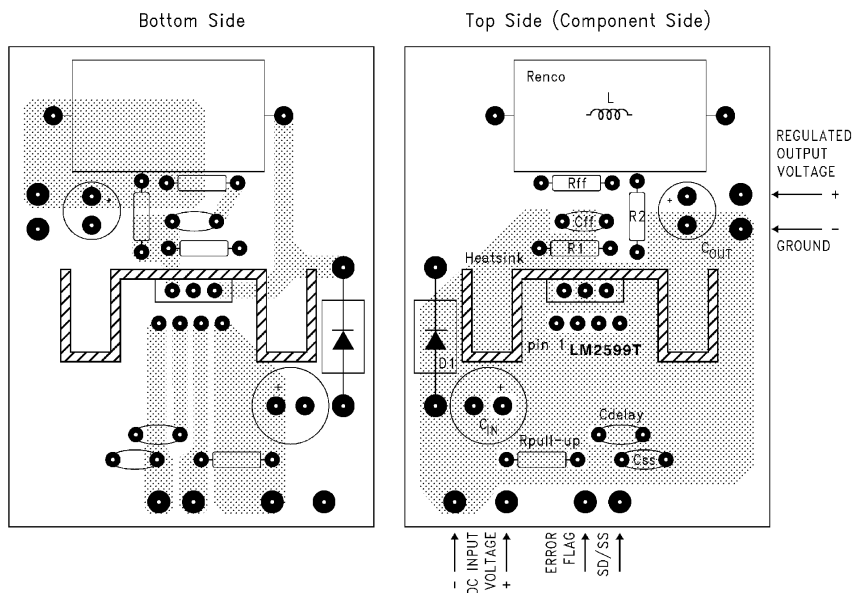 Bottom Side
Top Side (Component Side)
Renco
L
REGULATED
OUTPUT
VOLTAGE
+
-
GROUND
Rff
Cff
R2
R1
+
COUT
Heatsink
pin 1 LM2599T
D1
+
CIN
Cdelay
Rpull-up
Css
+
+
- DC INPUT
VOLTAGE +
ERROR
FLAG
SD/SS